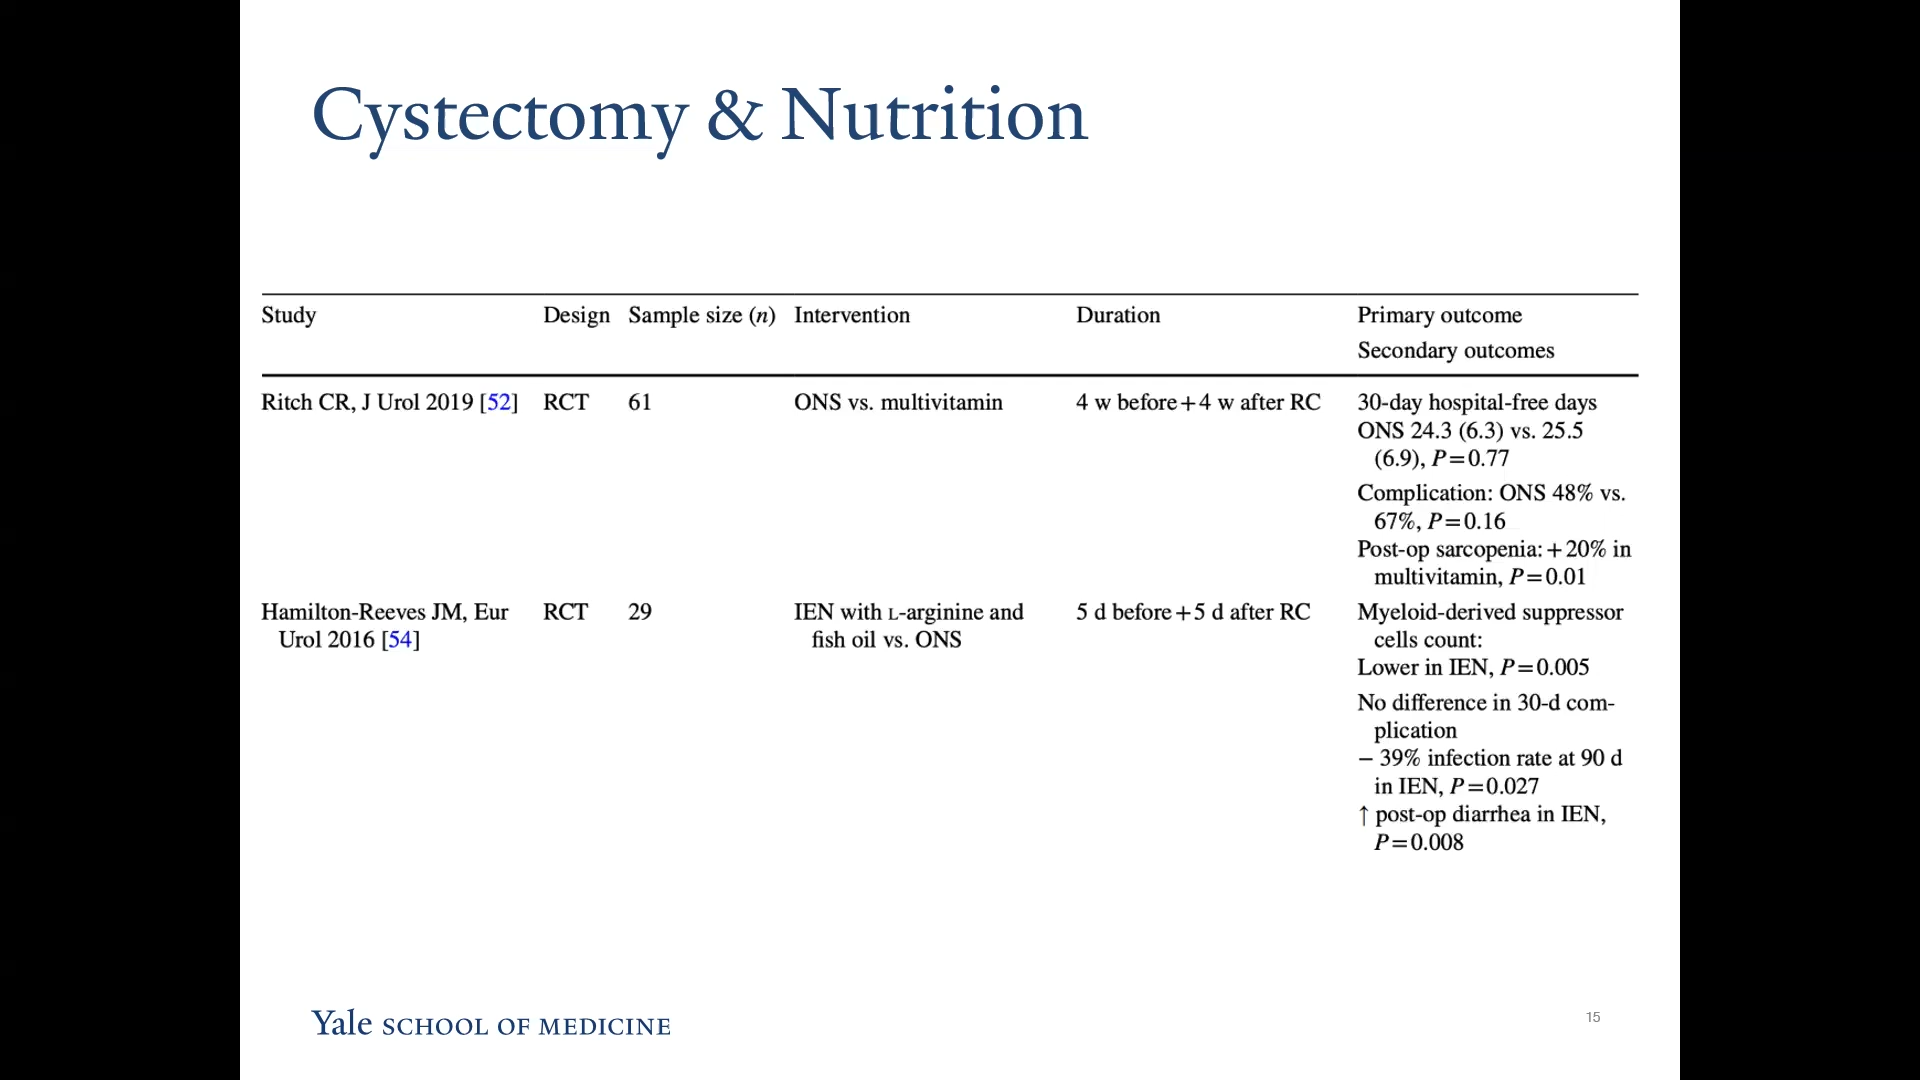 Cystectomy & Nutrition
Study Design Sample size (n) Intervention Duration Primary outcome
Secondary outcomes
Ritch CR, J Urol 2019 [52] RCT 61 ONS vs. multivitamin 4 w before+4 w after RC 30-day hospital-free days
ONS 24.3 (6.3) vs. 25.5
(6.9), P=0.77
Complication: ONS 48% vs.
67%, P=0.16
Post-op sarcopenia: +20% in
multivitamin, P=0.01
Hamilton-Reeves JM, Eur RCT 29 IEN with L-arginine and 5 d before+5 d after RC Myeloid-derived suppressor
Urol 2016 [54] fish oil vs. ONS cells count:
Lower in IEN, P=0.005
No difference in 30-d com-
plication
− 39% infection rate at 90 d
in IEN, P=0.027
↑ post-op diarrhea in IEN,
P=0.008
Yale SCHOOL OF MEDICINE 15